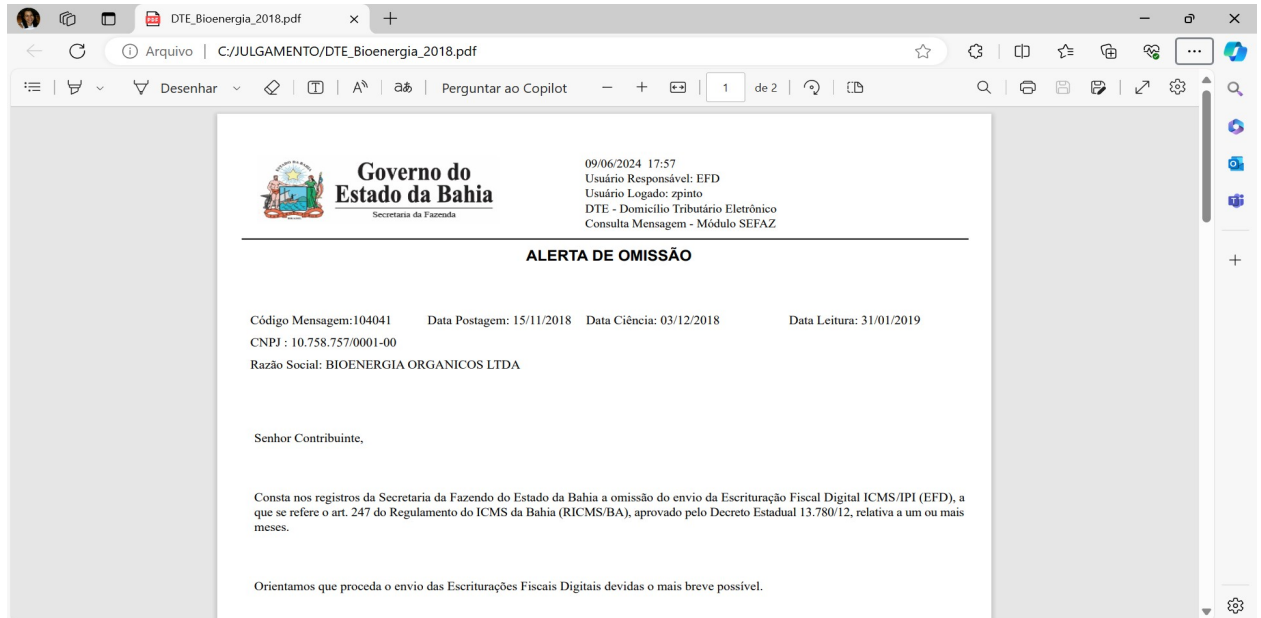 DTE_Bioenergia_2018.pdf
Arquivo | C:/JULGAMENTO/DTE_Bioenergia_2018.pdf
Desenhar
Perguntar ao Copilot
1 de 2
Governo do
Estado da Bahia
Secretaria da Fazenda
09/06/2024 17:57
Usuário Responsável: EFD
Usuário Logado: zpinto
DTE - Domicílio Tributário Eletrônico
Consulta Mensagem - Módulo SEFAZ
ALERTA DE OMISSÃO
Código Mensagem:104041 Data Postagem: 15/11/2018 Data Ciência: 03/12/2018 Data Leitura: 31/01/2019
CNPJ : 10.758.757/0001-00
Razão Social: BIOENERGIA ORGANICOS LTDA
Senhor Contribuinte,
Consta nos registros da Secretaria da Fazendo do Estado da Bahia a omissão do envio da Escrituração Fiscal Digital ICMS/IPI (EFD), a
que se refere o art. 247 do Regulamento do ICMS da Bahia (RICMS/BA), aprovado pelo Decreto Estadual 13.780/12, relativa a um ou mais
meses.
Orientamos que proceda o envio das Escriturações Fiscais Digitais devidas o mais breve possível.